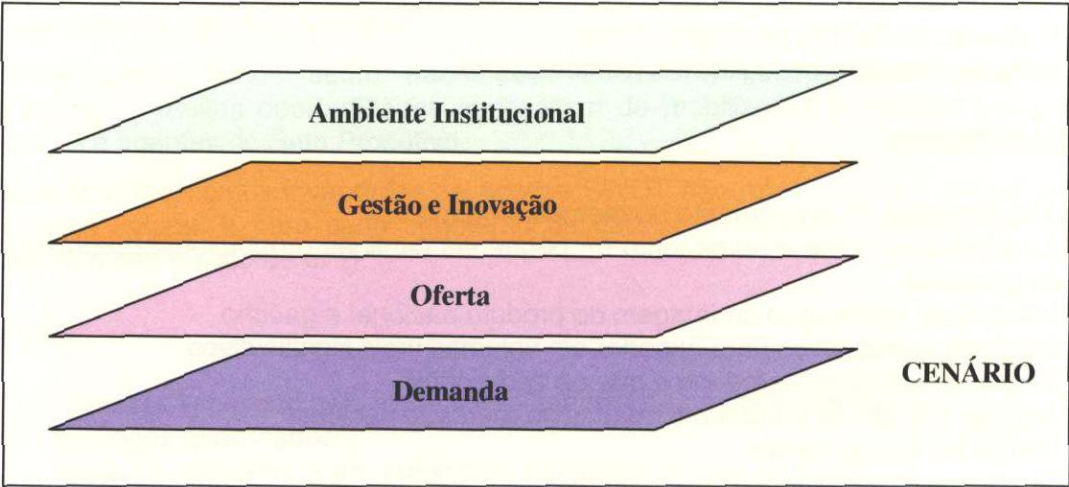 Ambiente Institucional
Gestão e Inovação
Oferta
Demanda
CENÁRIO